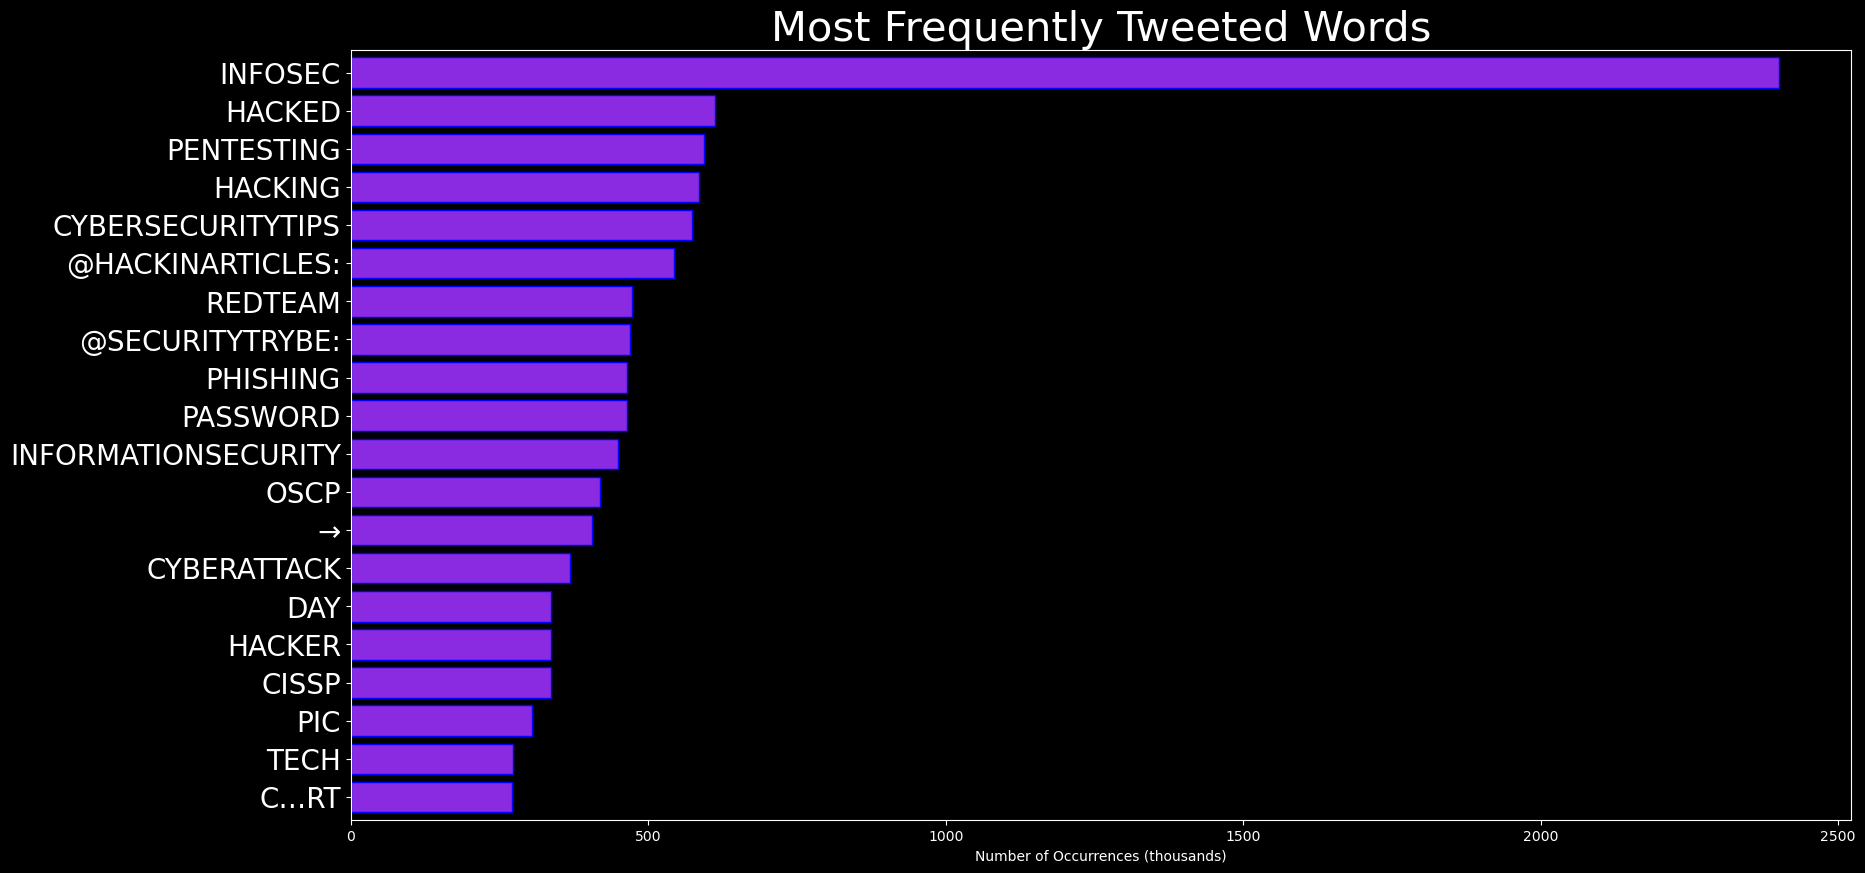 Most Frequently Tweeted Words
INFOSEC
HACKED
PENTESTING
HACKING
CYBERSECURITYTIPS
@HACKINARTICLES:
REDTEAM
@SECURITYTRYBE:
PHISHING
PASSWORD
INFORMATIONSECURITY
OSCP
→
CYBERATTACK
DAY
HACKER
CISSP
PIC
TECH
C…RT
0 500 1000 1500 2000 2500
Number of Occurrences (thousands)